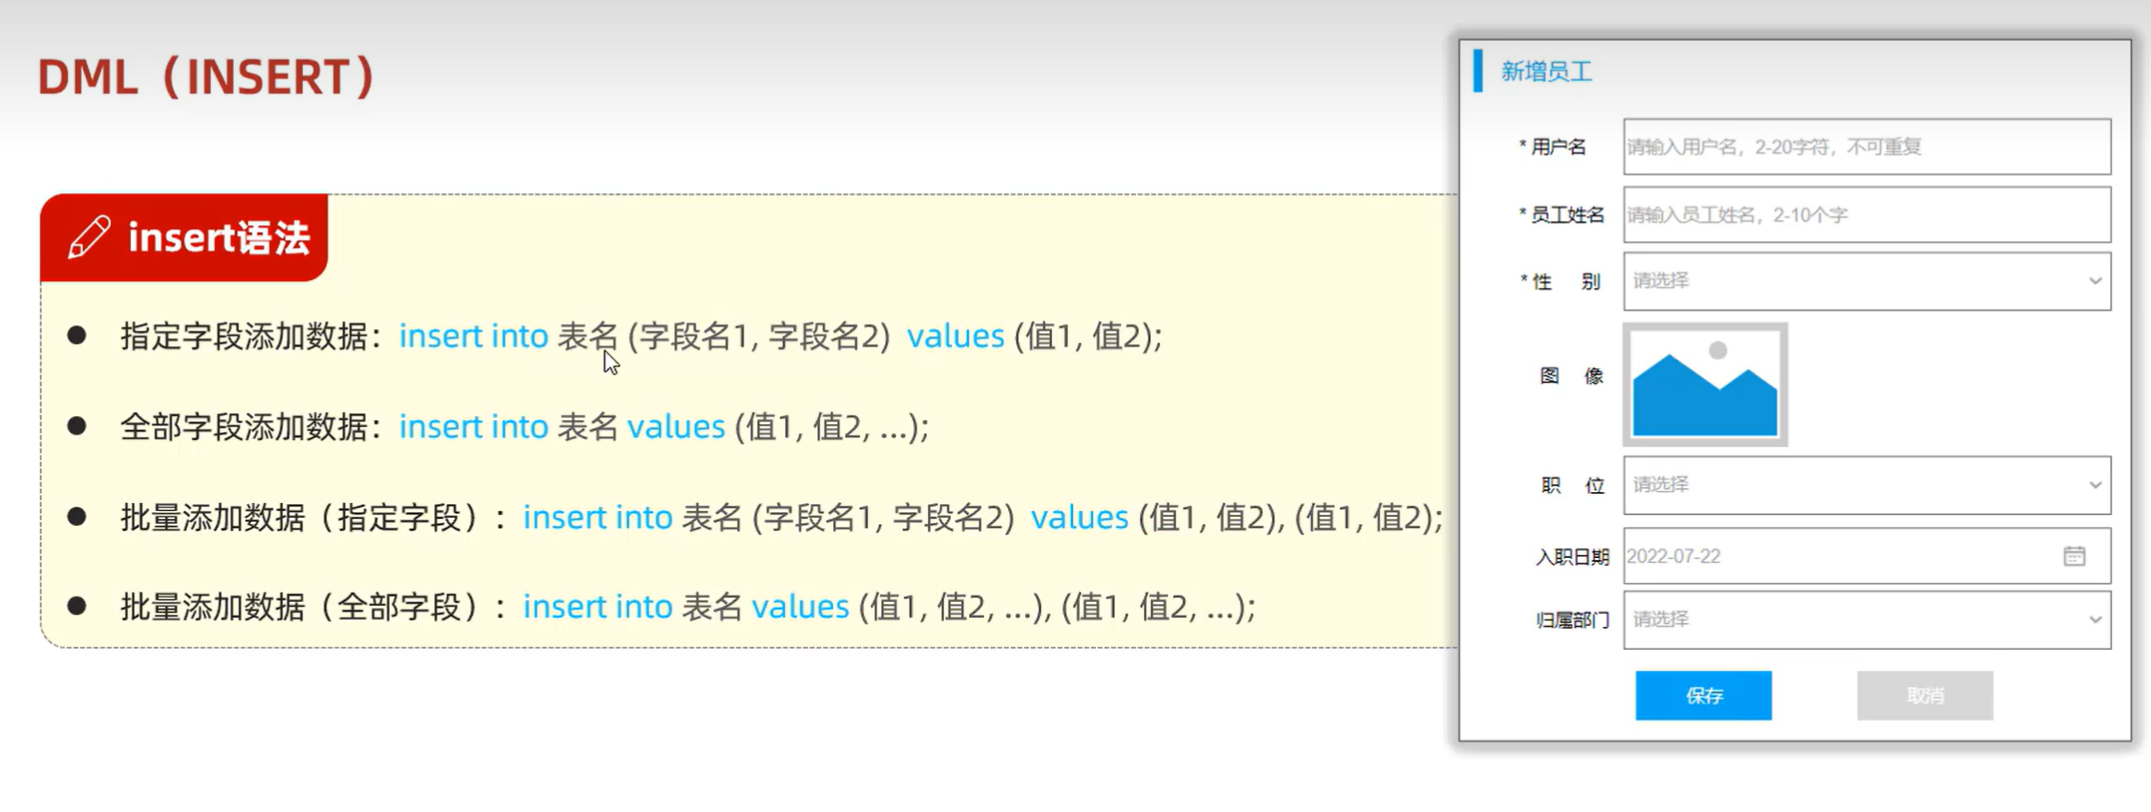 DML（INSERT）
insert语法
指定字段添加数据：insert into 表名 (字段名1, 字段名2) values (值1, 值2);
全部字段添加数据：insert into 表名 values (值1, 值2, ...);
批量添加数据（指定字段）：insert into 表名 (字段名1, 字段名2) values (值1, 值2), (值1, 值2);
批量添加数据（全部字段）：insert into 表名 values (值1, 值2, ...), (值1, 值2, ...);
新增员工
* 用户名 请输入用户名，2-20字符，不可重复
* 员工姓名 请输入员工姓名，2-10个字
* 性 别 请选择
图 像
职 位 请选择
入职日期 2022-07-22
归属部门 请选择
保存 取消